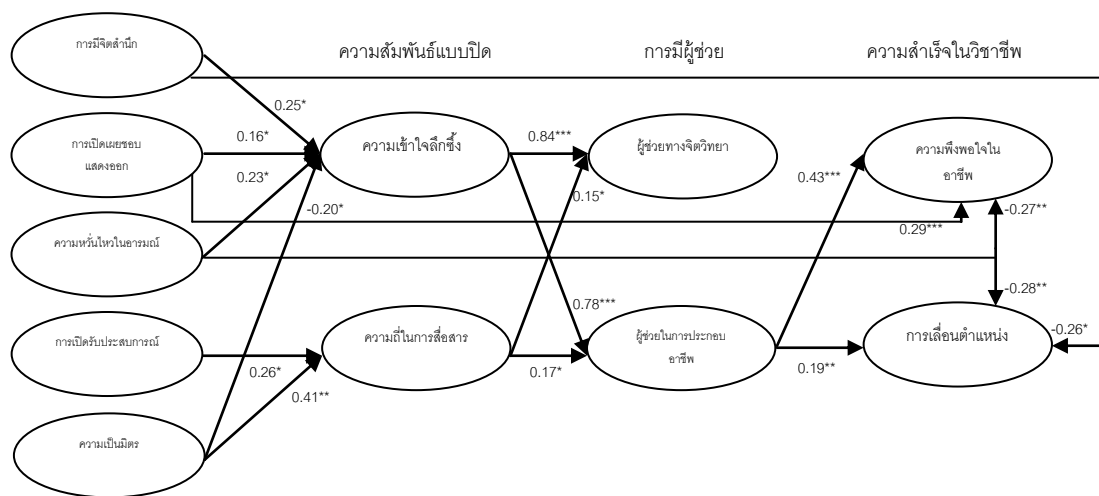 การมีจิตสำนึก
ความสัมพันธ์แบบปิด
การมีผู้ช่วย
ความสำเร็จในวิชาชีพ
0.25*
การเปิดเผยชอบ
แสดงออก
0.16*
ความเข้าใจลึกซึ้ง
0.84***
ผู้ช่วยทางจิตวิทยา
ความพึงพอใจใน
อาชีพ
0.23*
-0.20*
0.15*
0.43***
-0.27**
0.29***
ความหวั่นไหวในอารมณ์
0.78***
-0.28**
การเปิดรับประสบการณ์
ความถี่ในการสื่อสาร
ผู้ช่วยในการประกอบ
อาชีพ
การเลื่อนตำแหน่ง
-0.26*
0.26*
0.41**
0.17*
0.19**
ความเป็นมิตร